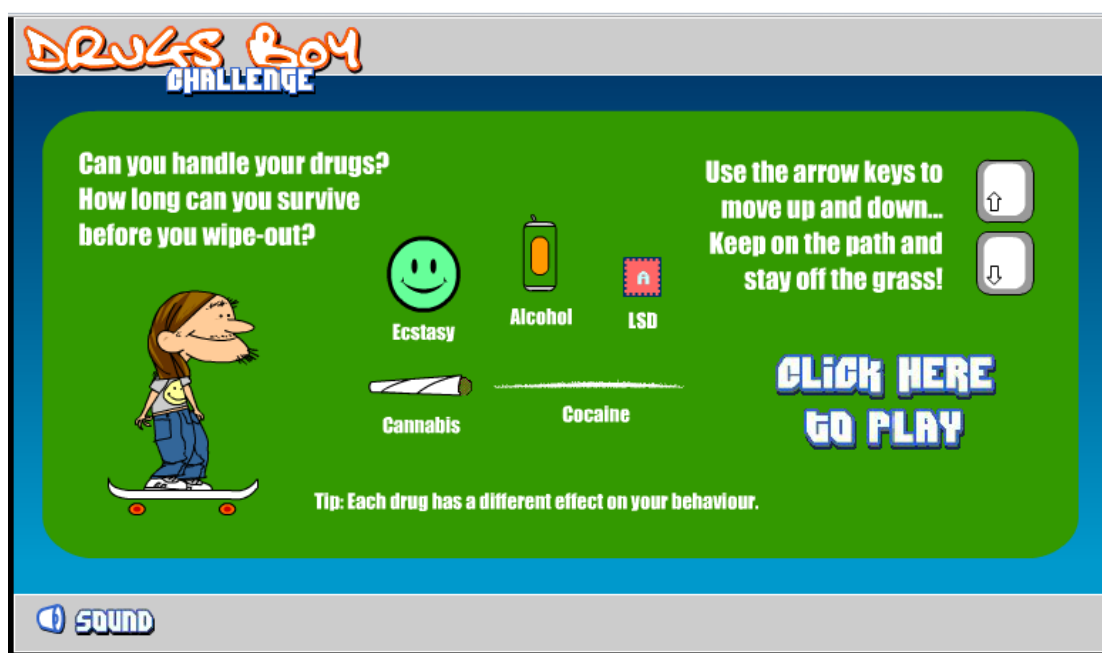 DRUGS BOY
CHALLENGE
Can you handle your drugs?
How long can you survive
before you wipe-out?
Use the arrow keys to
move up and down...
Keep on the path and
stay off the grass!
Ecstasy
Alcohol
A
LSD
Cannabis
Cocaine
CLICK HERE
TO PLAY
Tip: Each drug has a different effect on your behaviour.
SOUND